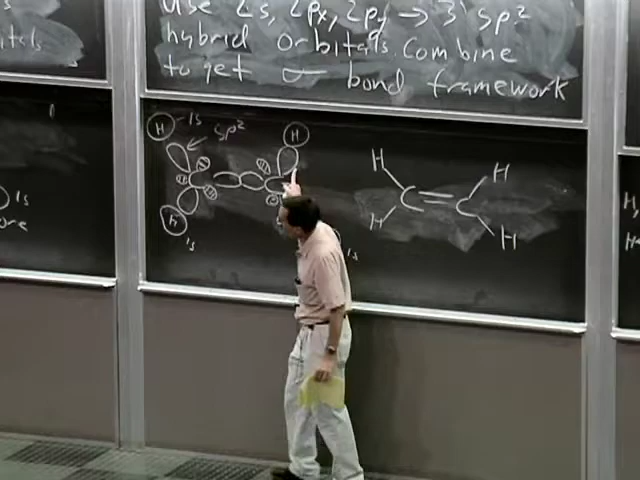 Use 2s, 2px, 2py → 3 sp²
hybrid orbitals. Combine
to get σ– bond framework
H –1s
sp²
H
H
1s
1s
H
H
C=C
H
H
1s